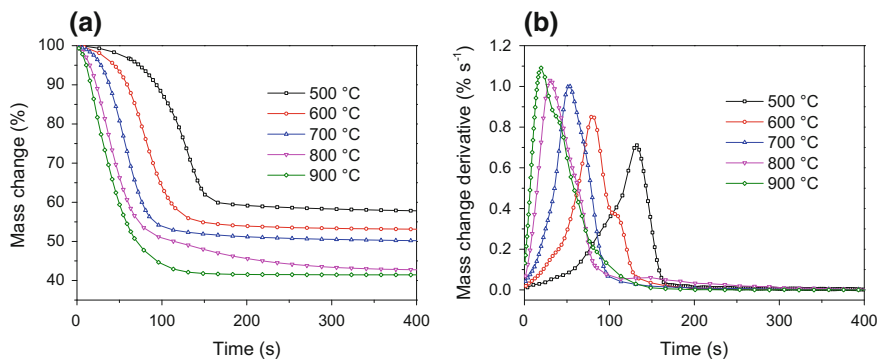 (a)
100
90
80
70
60
50
40
Mass change (%)
500 °C
600 °C
700 °C
800 °C
900 °C
0
100
200
300
400
Time (s)
(b)
1.2
1.0
0.8
0.6
0.4
0.2
0.0
Mass change derivative (% s⁻¹)
500 °C
600 °C
700 °C
800 °C
900 °C
0
100
200
300
400
Time (s)